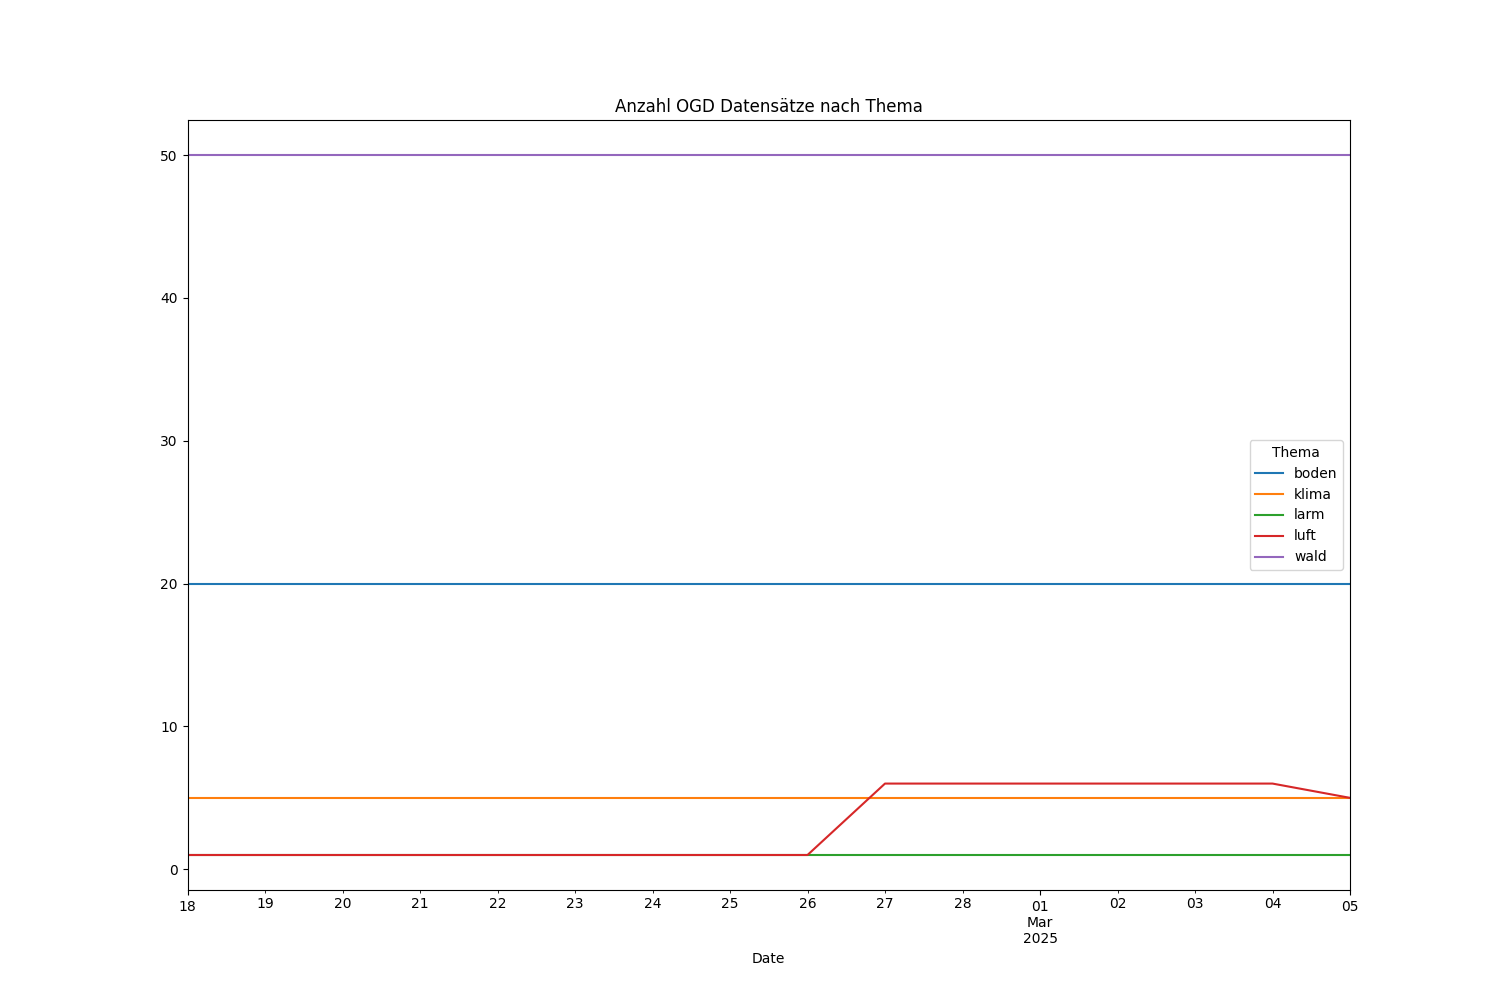 Anzahl OGD Datensätze nach Thema
50
40
30
20
10
0
Thema
boden
klima
larm
luft
wald
18 19 20 21 22 23 24 25 26 27 28 01 02 03 04 05
Mar
2025
Date